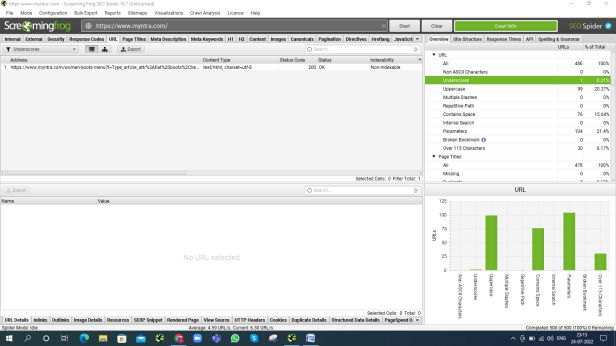 https://www.myntra.com/ - Screaming Frog SEO Spider 16.7 (Unlicensed)
File Mode Configuration Bulk Export Reports Sitemaps Visualisations Crawl Analysis Licence Help
Screamingfrog https://www.myntra.com/ Start Clear Crawl 100% SEO Spider
Internal External Security Response Codes URL Page Titles Meta Description Meta Keywords H1 H2 Content Images Canonicals Pagination Directives Hreflang JavaScri
Overview Site Structure Response Times API Spelling & Grammar
Underscores Export Search...
URLs % of Total
Address Content Type Status Code Status Indexability
1 https://www.myntra.com/women-boots-menu?f=Type_article_attr%2Aflat%20boots%2Che... text/html; charset=utf-8 200 OK Non-Indexable
URL
All 486 100%
Non ASCII Characters 0 0%
Underscores 1 0.21%
Uppercase 99 20.37%
Multiple Slashes 0 0%
Repetitive Path 0 0%
Contains Space 76 15.64%
Internal Search 0 0%
Parameters 104 21.4%
Broken Bookmark 0 0%
Over 115 Characters 30 6.17%
Page Titles
All 478 100%
Missing 0 0%
Selected Cells: 0 Filter Total: 1
Export Search...
Name Value
No URL selected
Selected Cells: 0 Total: 0
URL
URLs
125
100
75
50
25
0
Non ASCII Characters
Underscores
Uppercase
Multiple Slashes
Repetitive Path
Contains Space
Internal Search
Parameters
Broken Bookmark
Over 115 Characters
URL Details Inlinks Outlinks Image Details Resources SERP Snippet Rendered Page View Source HTTP Headers Cookies Duplicate Details Structured Data Details PageSpeed D
Spider Mode: Idle Average: 4.59 URL/s. Current: 6.30 URL/s. Completed 500 of 500 (100%) 0 Remaining
ENG 23:15
24-07-2022